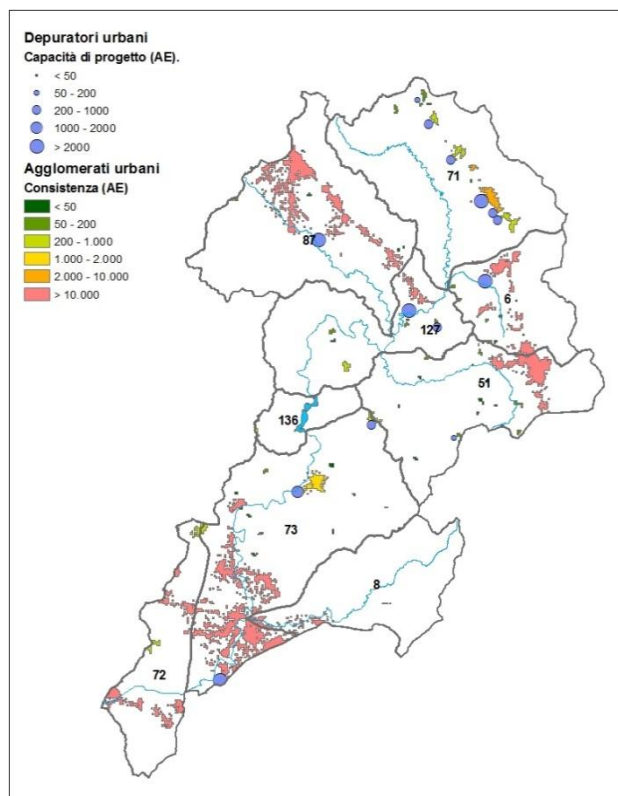 Depuratori urbani
Capacità di progetto (AE).
< 50
50 - 200
200 - 1000
1000 - 2000
> 2000
Agglomerati urbani
Consistenza (AE)
< 50
50 - 200
200 - 1.000
1.000 - 2.000
2.000 - 10.000
> 10.000
71
87
6
127
51
136
73
8
72